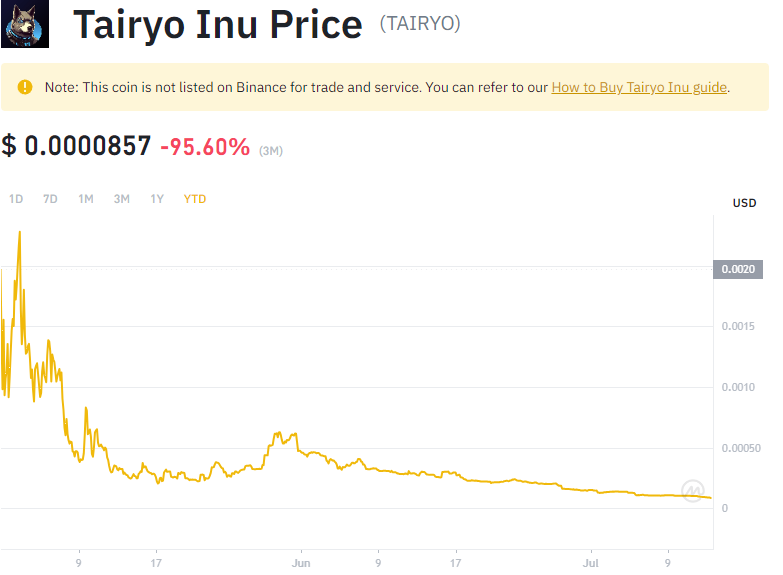 Tairyo Inu Price (TAIRYO)
Note: This coin is not listed on Binance for trade and service. You can refer to our How to Buy Tairyo Inu guide.
$ 0.0000857 -95.60% (3M)
1D 7D 1M 3M 1Y YTD
USD
0.0020
0.0015
0.0010
0.00050
0
9 17 Jun 9 17 Jul 9